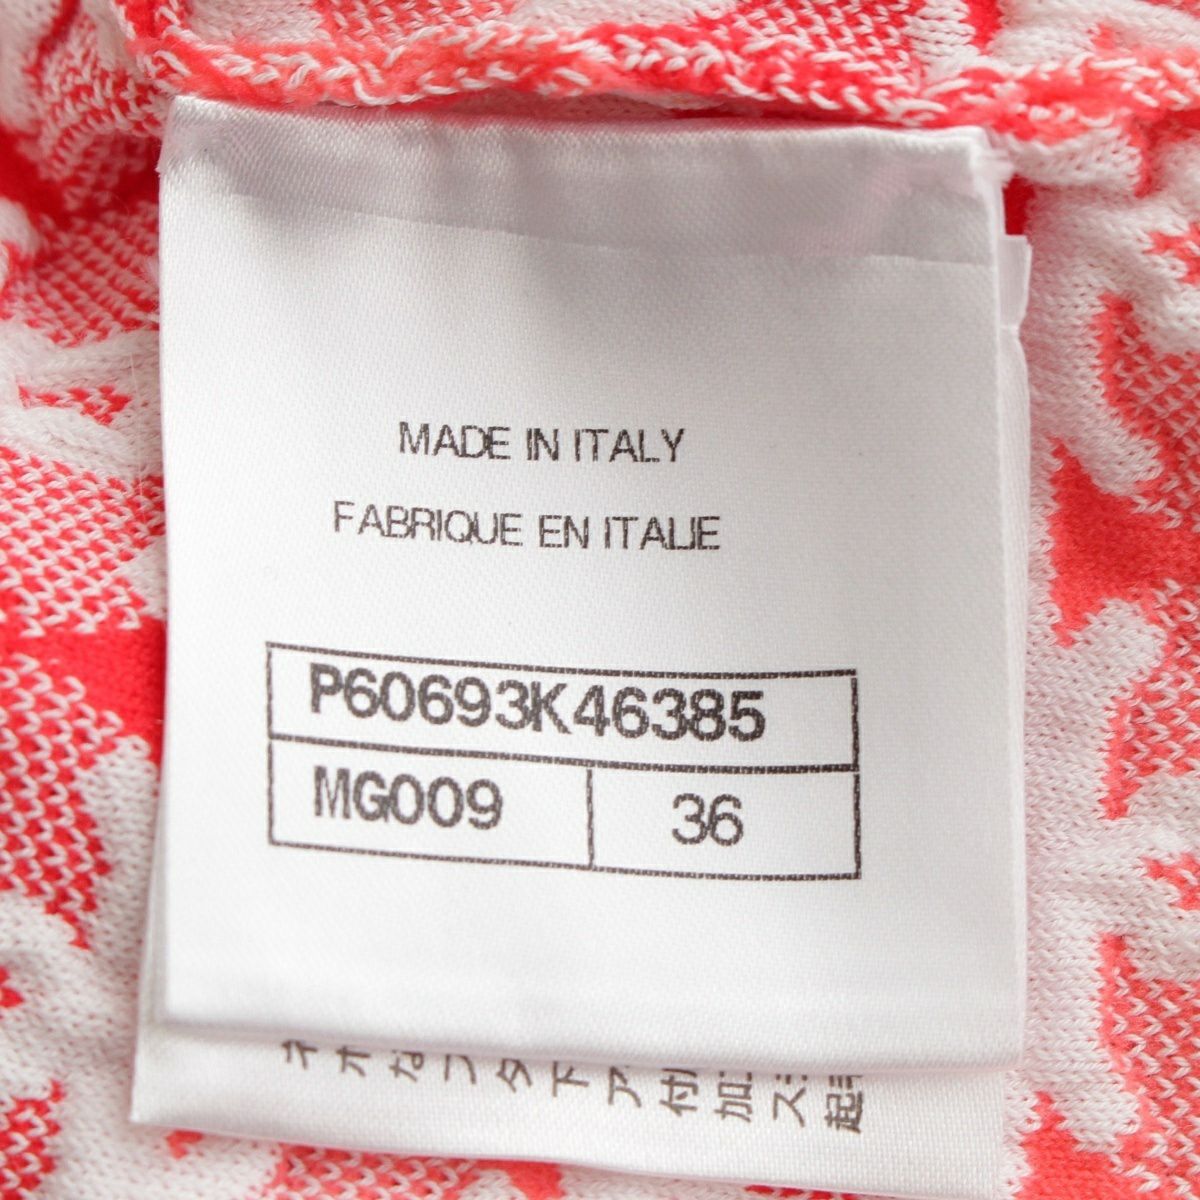 MADE IN ITALY
FABRIQUE EN ITALIE
P60693K46385
MG009 36